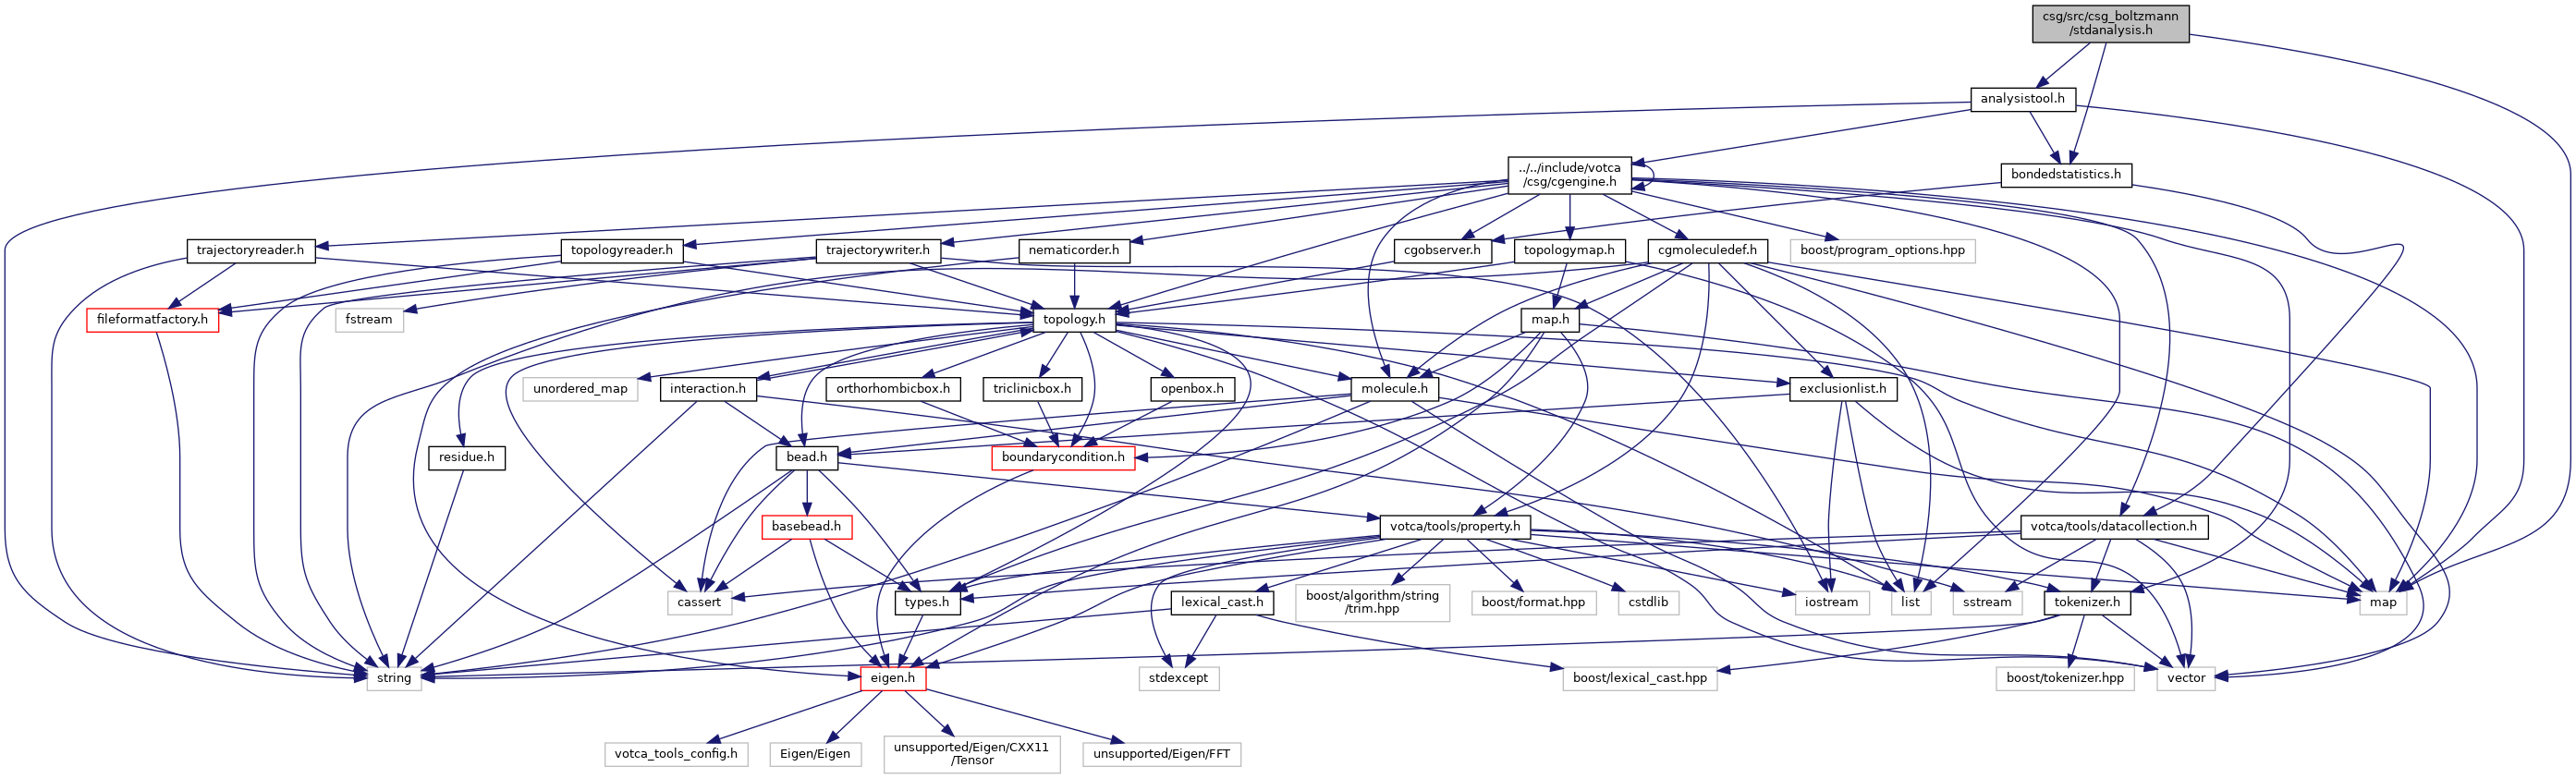 csg/src/csg_boltzmann
/stdanalysis.h
analysistool.h
../../include/votca
/csg/cgengine.h
bondedstatistics.h
trajectoryreader.h
topologyreader.h
trajectorywriter.h
nematicorder.h
cgobserver.h
topologymap.h
cgmoleculedef.h
boost/program_options.hpp
fileformatfactory.h
fstream
topology.h
map.h
unordered_map
interaction.h
orthorhombicbox.h
triclinicbox.h
openbox.h
molecule.h
exclusionlist.h
residue.h
bead.h
boundarycondition.h
basebead.h
votca/tools/property.h
votca/tools/datacollection.h
cassert
types.h
lexical_cast.h
boost/algorithm/string
/trim.hpp
boost/format.hpp
cstdlib
iostream
list
sstream
tokenizer.h
map
string
eigen.h
stdexcept
boost/lexical_cast.hpp
boost/tokenizer.hpp
vector
votca_tools_config.h
Eigen/Eigen
unsupported/Eigen/CXX11
/Tensor
unsupported/Eigen/FFT